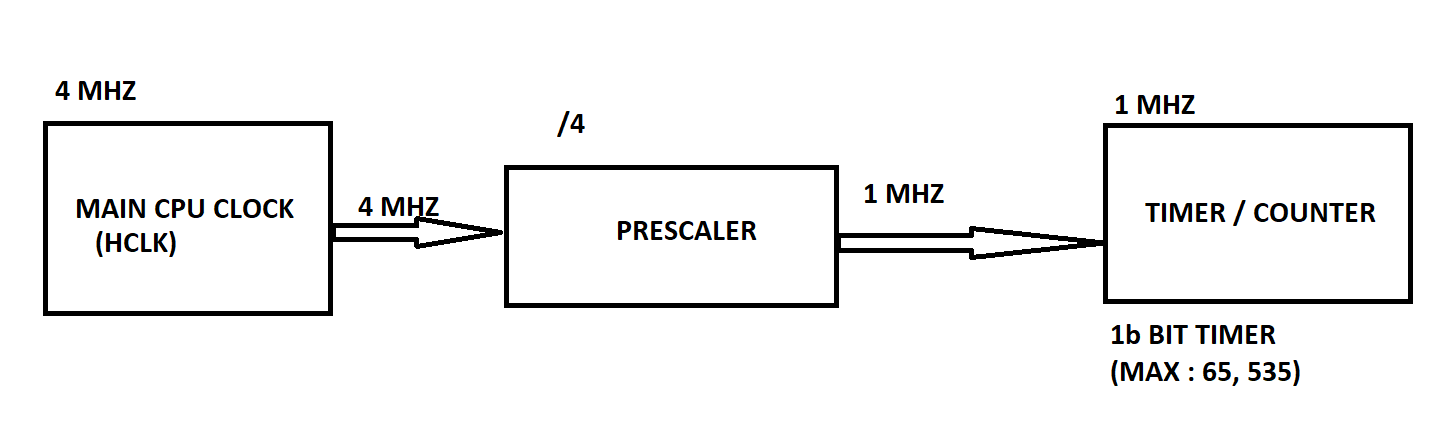 4 MHZ
MAIN CPU CLOCK
(HCLK)
4 MHZ
/4
PRESCALER
1 MHZ
1 MHZ
TIMER / COUNTER
1b BIT TIMER
(MAX : 65, 535)